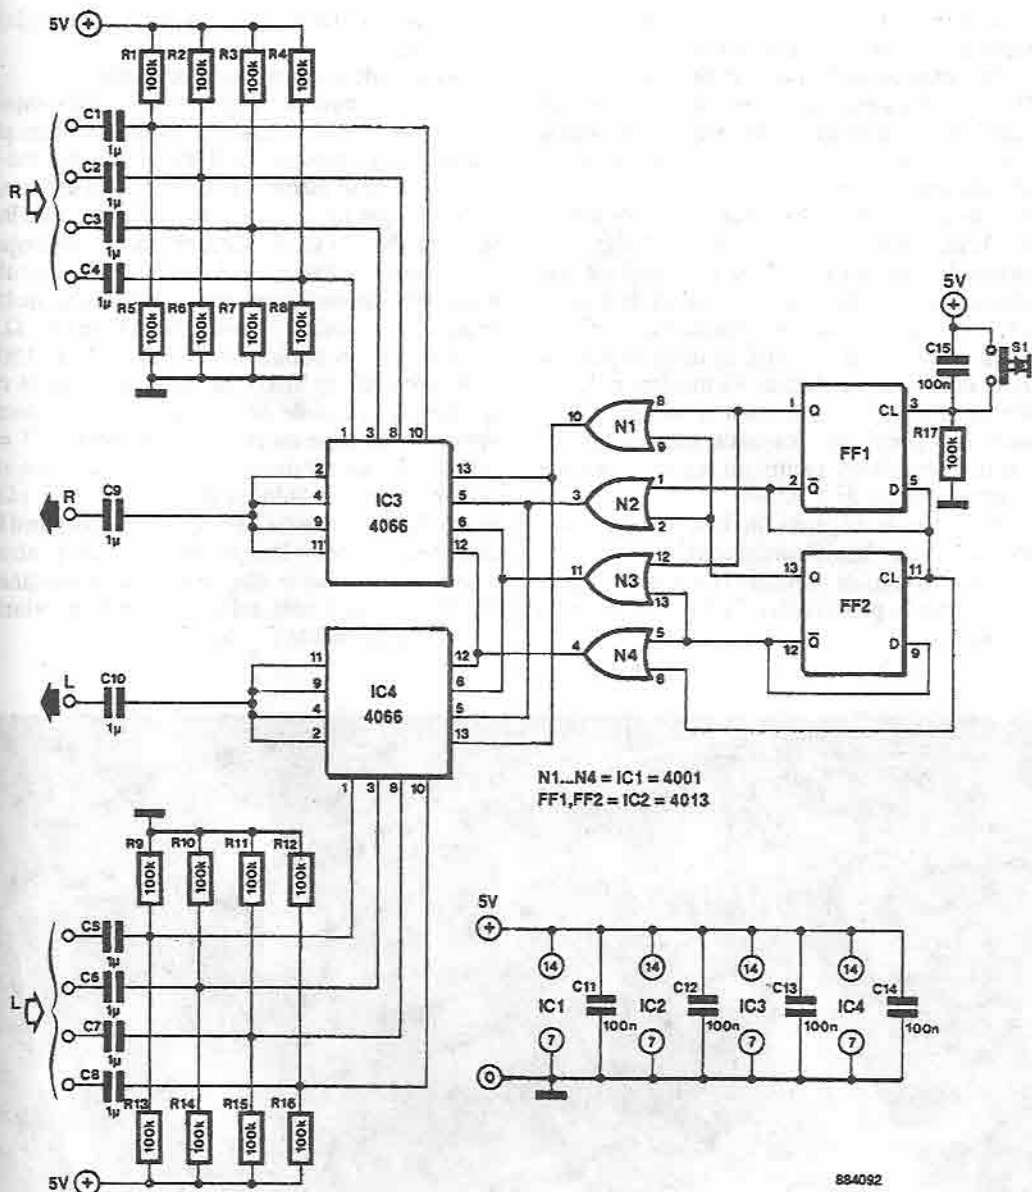 5V
R1 R2 R3 R4
100k 100k 100k 100k
C1
1µ
C2
1µ
R
C3
1µ
C4
1µ
R5 R6 R7 R8
100k 100k 100k 100k
1 3 8 10
2 13
4 5
9 6
11 12
IC3
4066
R
C9
1µ
L
C10
1µ
11 12
9 6
4 5
2 13
IC4
4066
1 3 8 10
10 N1 8 9
3 N2 1 2
11 N3 12 13
4 N4 5 6
5V
C15
100n
S1
R17
100k
1 Q CL 3
FF1
2 Q D 5
13 Q CL 11
FF2
12 Q D 9
N1...N4 = IC1 = 4001
FF1,FF2 = IC2 = 4013
R9 R10 R11 R12
100k 100k 100k 100k
C5
1µ
C6
1µ
L
C7
1µ
C8
1µ
R13 R14 R15 R16
100k 100k 100k 100k
5V
5V
14 14 14 14
C11 C12 C13 C14
IC1 IC2 IC3 IC4
100n 100n 100n 100n
7 7 7 7
0
884092